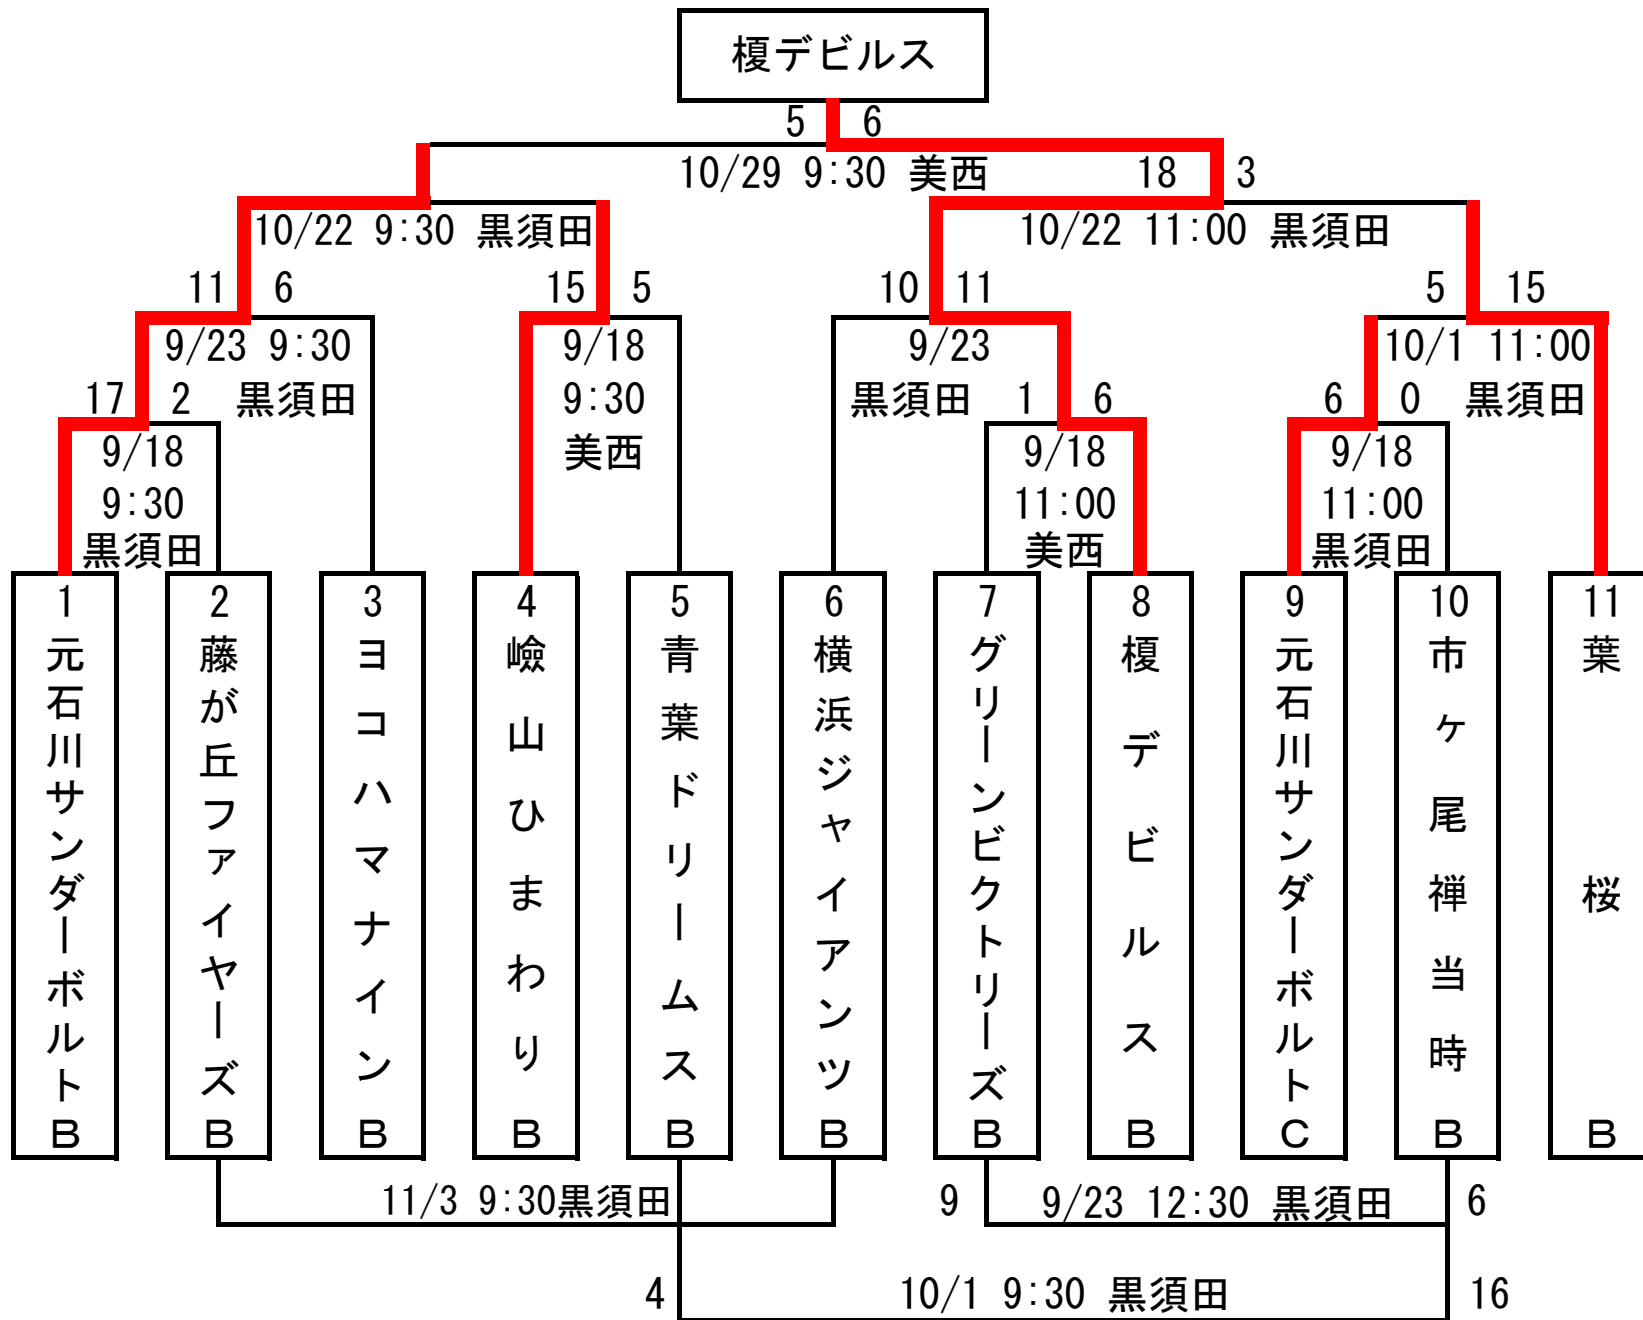 榎デビルス
5 6
10/29 9:30 美西
18 3
10/22 9:30 黒須田
10/22 11:00 黒須田
11 6
15 5
10 11
5 15
9/23 9:30
黒須田
9/18
9:30
美西
9/23
黒須田
10/1 11:00
黒須田
17 2
1 6
6 0
9/18
9:30
黒須田
9/18
11:00
美西
9/18
11:00
黒須田
1 元石川サンダーボルトB
2 藤が丘ファイヤーズB
3 ヨコハマナインB
4 嶮山ひまわりB
5 青葉ドリームスB
6 横浜ジャイアンツB
7 グリーンビクトリーズB
8 榎デビルスB
9 元石川サンダーボルトC
10 市ヶ尾禅当時B
11 葉桜B
11/3 9:30黒須田
9 9/23 12:30 黒須田 6
4 10/1 9:30 黒須田 16